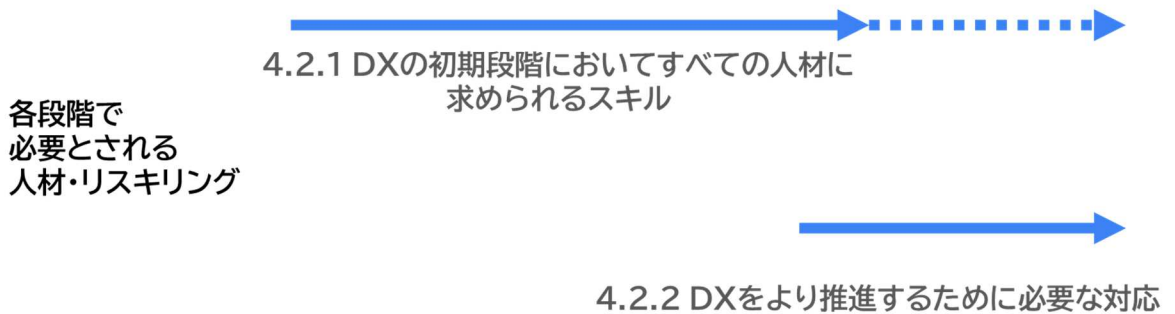 4.2.1 DXの初期段階においてすべての人材に
求められるスキル
各段階で
必要とされる
人材・リスキリング
4.2.2 DXをより推進するために必要な対応